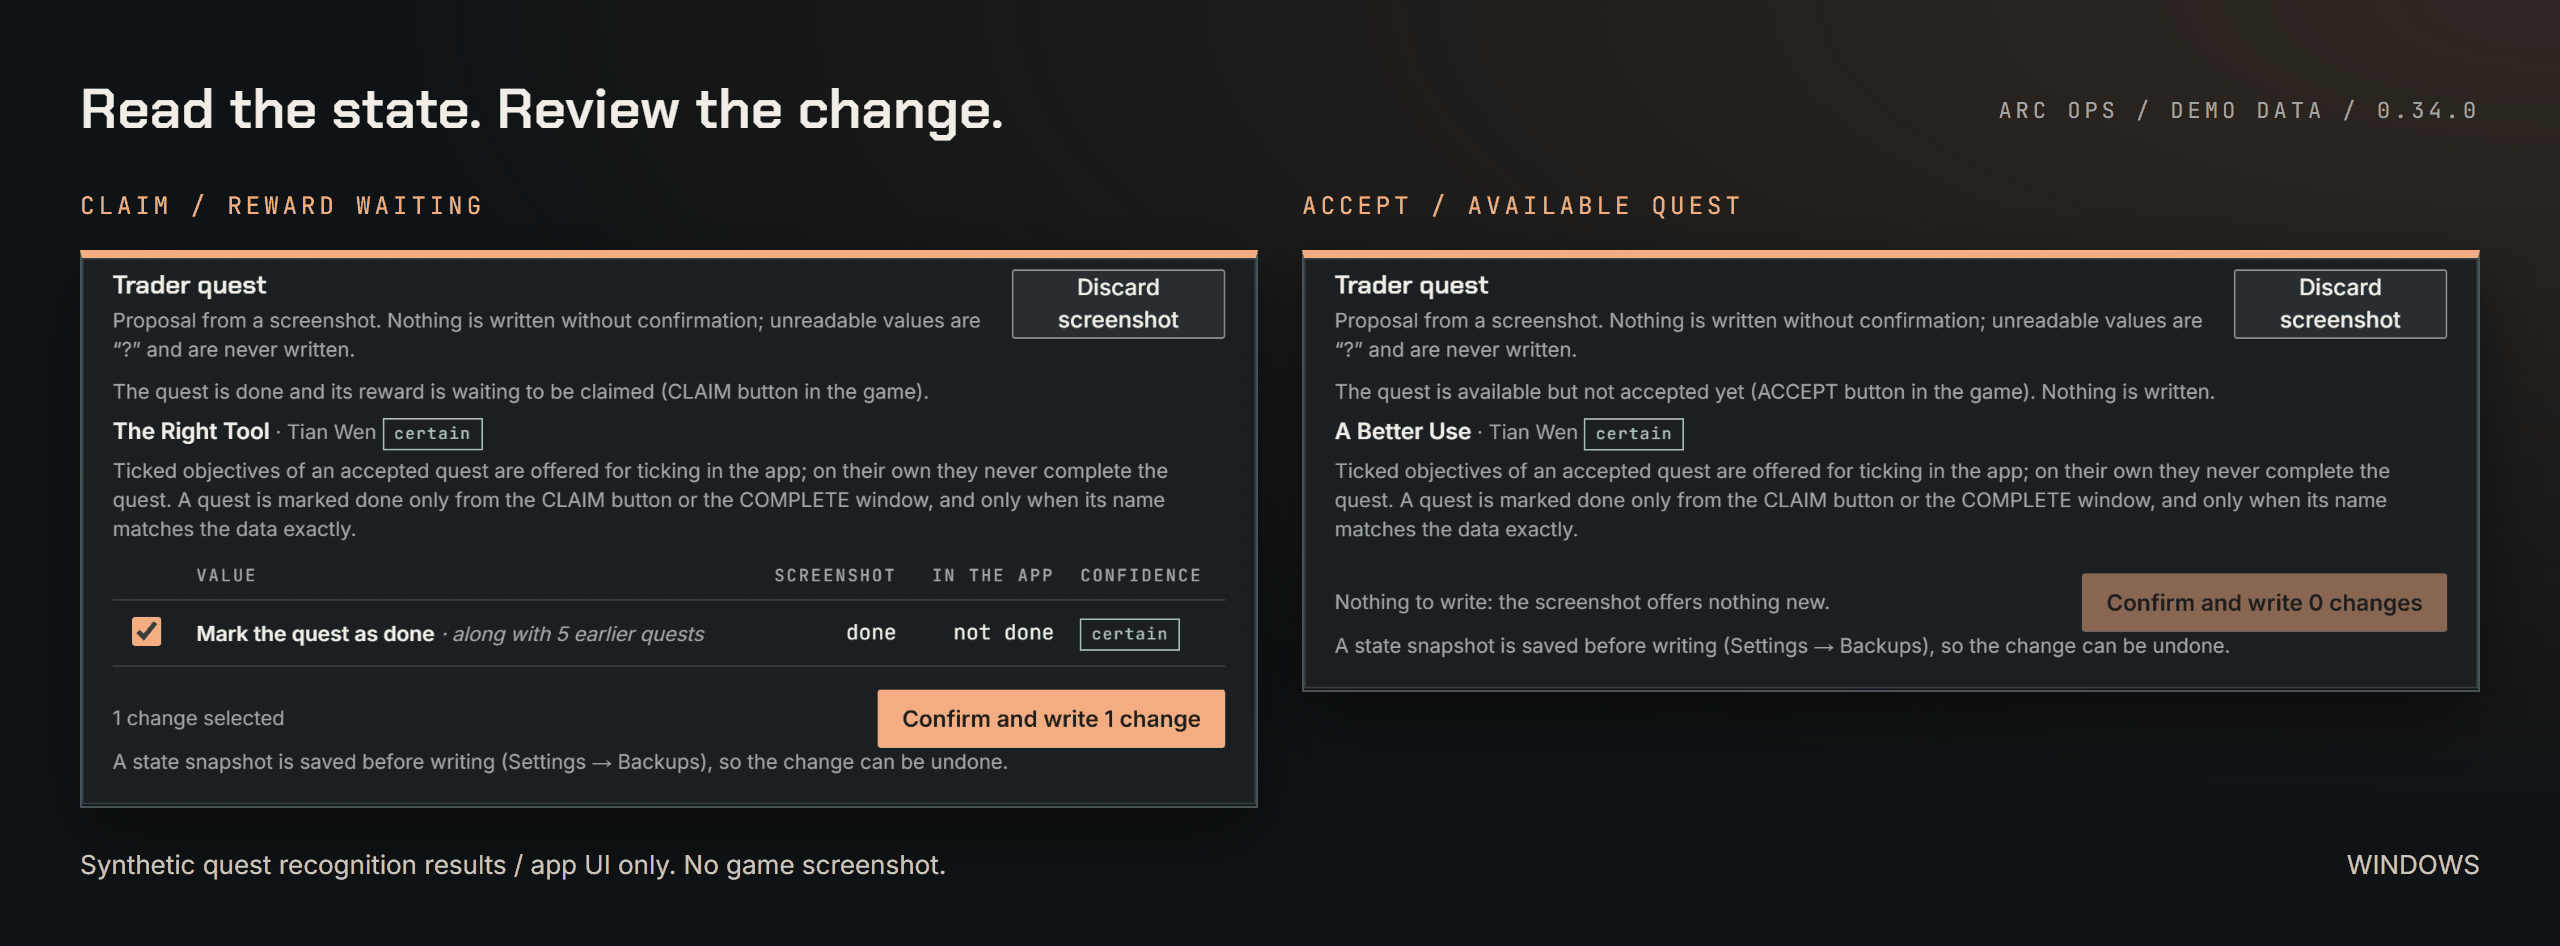 Read the state. Review the change.
ARC OPS / DEMO DATA / 0.34.0
CLAIM / REWARD WAITING
Trader quest
Discard
screenshot
Proposal from a screenshot. Nothing is written without confirmation; unreadable values are
“?” and are never written.
The quest is done and its reward is waiting to be claimed (CLAIM button in the game).
The Right Tool · Tian Wen certain
Ticked objectives of an accepted quest are offered for ticking in the app; on their own they never complete the
quest. A quest is marked done only from the CLAIM button or the COMPLETE window, and only when its name
matches the data exactly.
VALUE SCREENSHOT IN THE APP CONFIDENCE
Mark the quest as done · along with 5 earlier quests done not done certain
1 change selected
Confirm and write 1 change
A state snapshot is saved before writing (Settings → Backups), so the change can be undone.
ACCEPT / AVAILABLE QUEST
Trader quest
Discard
screenshot
Proposal from a screenshot. Nothing is written without confirmation; unreadable values are
“?” and are never written.
The quest is available but not accepted yet (ACCEPT button in the game). Nothing is written.
A Better Use · Tian Wen certain
Ticked objectives of an accepted quest are offered for ticking in the app; on their own they never complete the
quest. A quest is marked done only from the CLAIM button or the COMPLETE window, and only when its name
matches the data exactly.
Nothing to write: the screenshot offers nothing new.
Confirm and write 0 changes
A state snapshot is saved before writing (Settings → Backups), so the change can be undone.
Synthetic quest recognition results / app UI only. No game screenshot.
WINDOWS